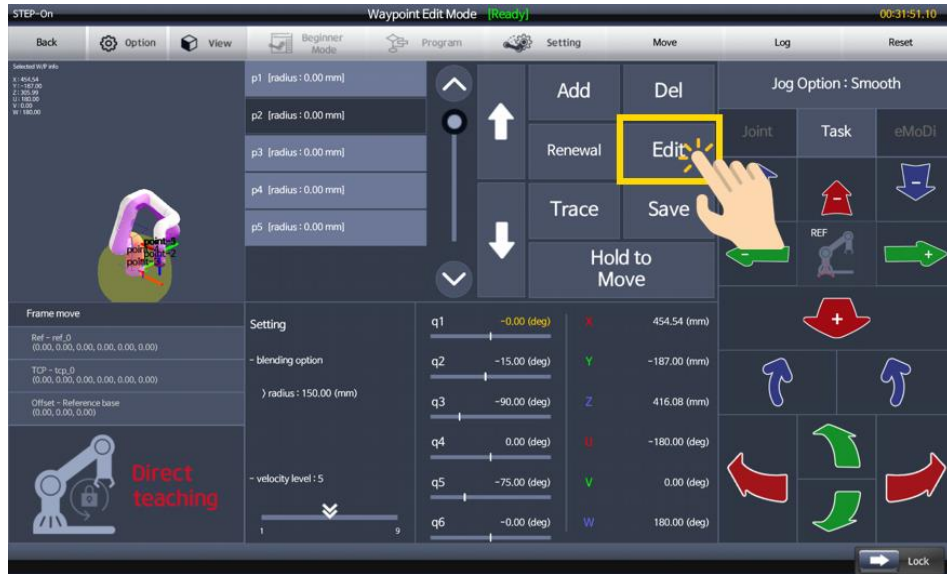 STEP-On
Waypoint Edit Mode [Ready]
00:31:51.10
Back
Option
View
Beginner
Mode
Program
Setting
Move
Log
Reset
Selected W/P info
X : 454.54
Y : -187.00
Z : 305.99
U : 180.00
V : 0.00
W : 180.00
p1 [radius : 0.00 mm]
p2 [radius : 0.00 mm]
p3 [radius : 0.00 mm]
p4 [radius : 0.00 mm]
p5 [radius : 0.00 mm]
Add
Del
Renewal
Edit
Trace
Save
Hold to
Move
Jog Option : Smooth
Joint
Task
eMoDi
-
-
-
REF
+
+
point-2
Frame move
Ref - ref_0
(0.00, 0.00, 0.00, 0.00, 0.00, 0.00)
TCP - tcp_0
(0.00, 0.00, 0.00, 0.00, 0.00, 0.00)
Offset - Reference base
(0.00, 0.00, 0.00)
Direct
teaching
Setting
- blending option
> radius : 150.00 (mm)
- velocity level : 5
1
9
q1 -0.00 (deg) X 454.54 (mm)
q2 -15.00 (deg) Y -187.00 (mm)
q3 -90.00 (deg) Z 416.08 (mm)
q4 0.00 (deg) U -180.00 (deg)
q5 -75.00 (deg) V 0.00 (deg)
q6 -0.00 (deg) W 180.00 (deg)
Lock